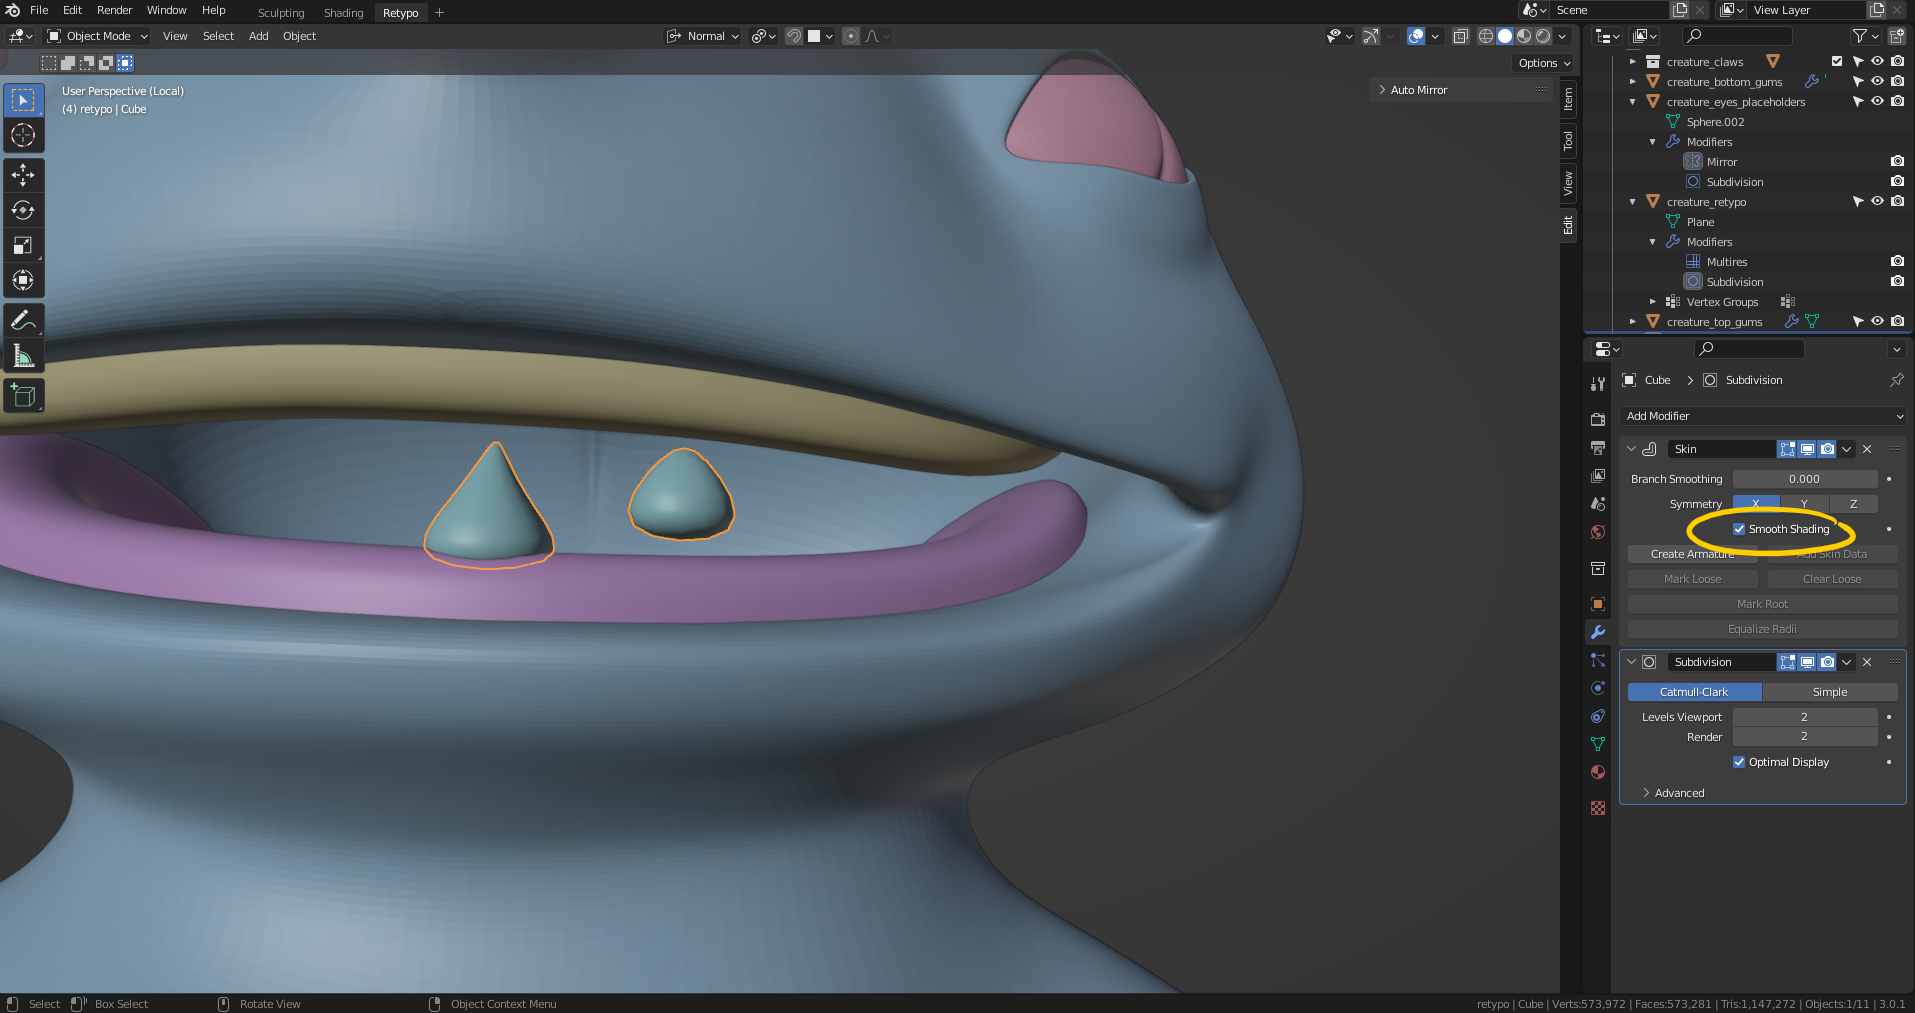 File Edit Render Window Help Sculpting Shading Retypo + Scene View Layer
Object Mode View Select Add Object Normal
Options
User Perspective (Local)
(4) retypo | Cube
Auto Mirror
Item
Tool
View
Edit
creature_claws
creature_bottom_gums
creature_eyes_placeholders
Sphere.002
Modifiers
Mirror
Subdivision
creature_retypo
Plane
Modifiers
Multires
Subdivision
Vertex Groups
creature_top_gums
Cube > Subdivision
Add Modifier
Skin
Branch Smoothing 0.000
Symmetry X Y Z
Smooth Shading
Create Armature Add Skin Data
Mark Loose Clear Loose
Mark Root
Equalize Radii
Subdivision
Catmull-Clark Simple
Levels Viewport 2
Render 2
Optimal Display
Advanced
Select Box Select Rotate View Object Context Menu retypo | Cube | Verts:573,972 | Faces:573,281 | Tris:1,147,272 | Objects:1/11 | 3.0.1